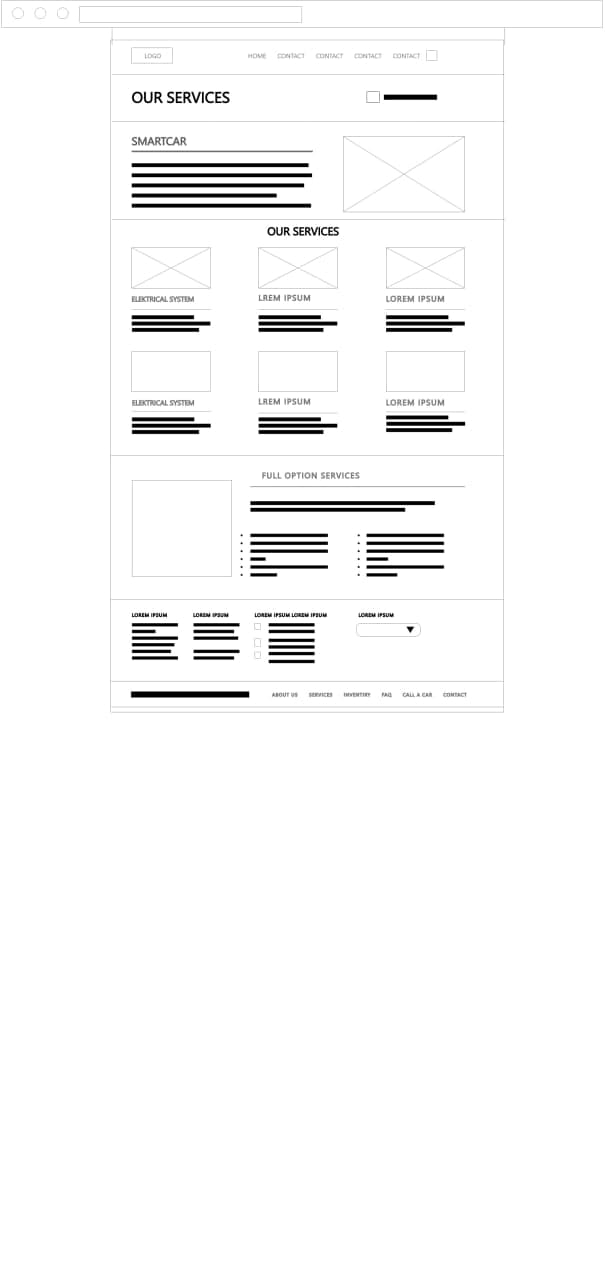 LOGO HOME CONTACT CONTACT CONTACT CONTACT
OUR SERVICES
SMARTCAR
OUR SERVICES
ELEKTRICAL SYSTEM LREM IPSUM LOREM IPSUM
ELEKTRICAL SYSTEM LREM IPSUM LOREM IPSUM
FULL OPTION SERVICES
LOREM IPSUM LOREM IPSUM LOREM IPSUM LOREM IPSUM LOREM IPSUM
ABOUT US SERVICES INVENTIRY FAQ CALL A CAR CONTACT